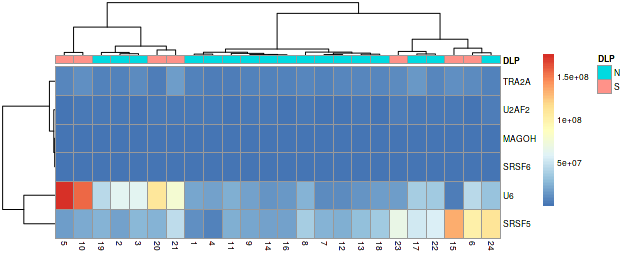 DLP
TRA2A
U2AF2
MAGOH
SRSF6
U6
SRSF5
5 10 19 2 3 20 21 1 4 11 9 14 16 8 7 12 13 18 23 17 22 15 6 24
1.5e+08
1e+08
5e+07
DLP
N
S